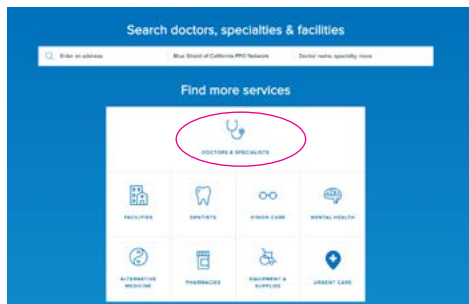 Search doctors, specialties & facilities
Enter an address
Blue Shield of California PPO Network
Doctor name, specialty, more
Find more services
DOCTORS & SPECIALISTS
FACILITIES
DENTISTS
VISION CARE
MENTAL HEALTH
ALTERNATIVE
MEDICINE
PHARMACIES
EQUIPMENT &
SUPPLIES
URGENT CARE